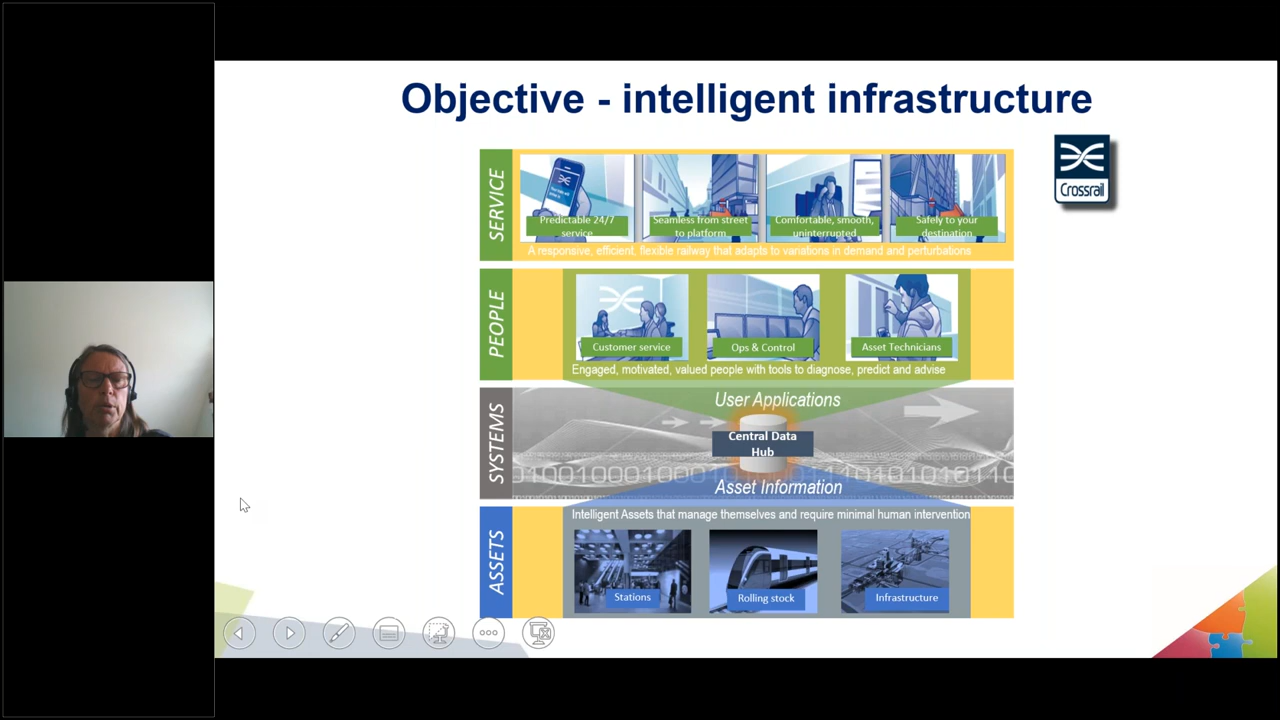 Objective - intelligent infrastructure
Crossrail
SERVICE
Predictable 24/7
service
Seamless from street
to platform
Comfortable, smooth,
uninterrupted
Safely to your
destination
A responsive, efficient, flexible railway that adapts to variations in demand and perturbations
PEOPLE
Customer service
Ops & Control
Asset Technicians
Engaged, motivated, valued people with tools to diagnose, predict and advise
SYSTEMS
User Applications
Central Data
Hub
Asset Information
ASSETS
Intelligent Assets that manage themselves and require minimal human intervention
Stations
Rolling stock
Infrastructure